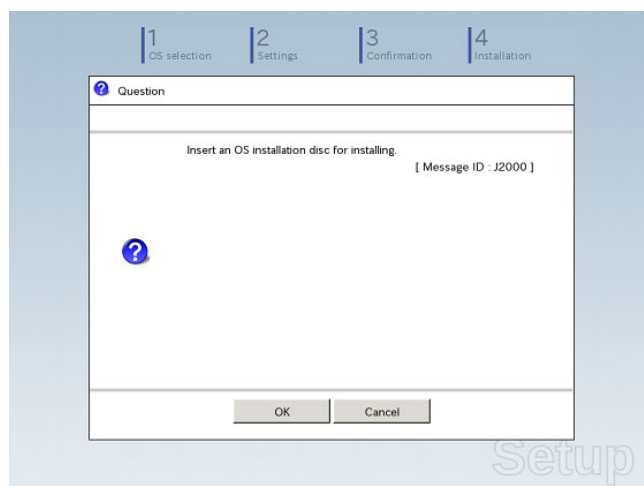 1
OS selection
2
Settings
3
Confirmation
4
Installation
Question
Insert an OS installation disc for installing.
[ Message ID : J2000 ]
OK
Cancel
Setup